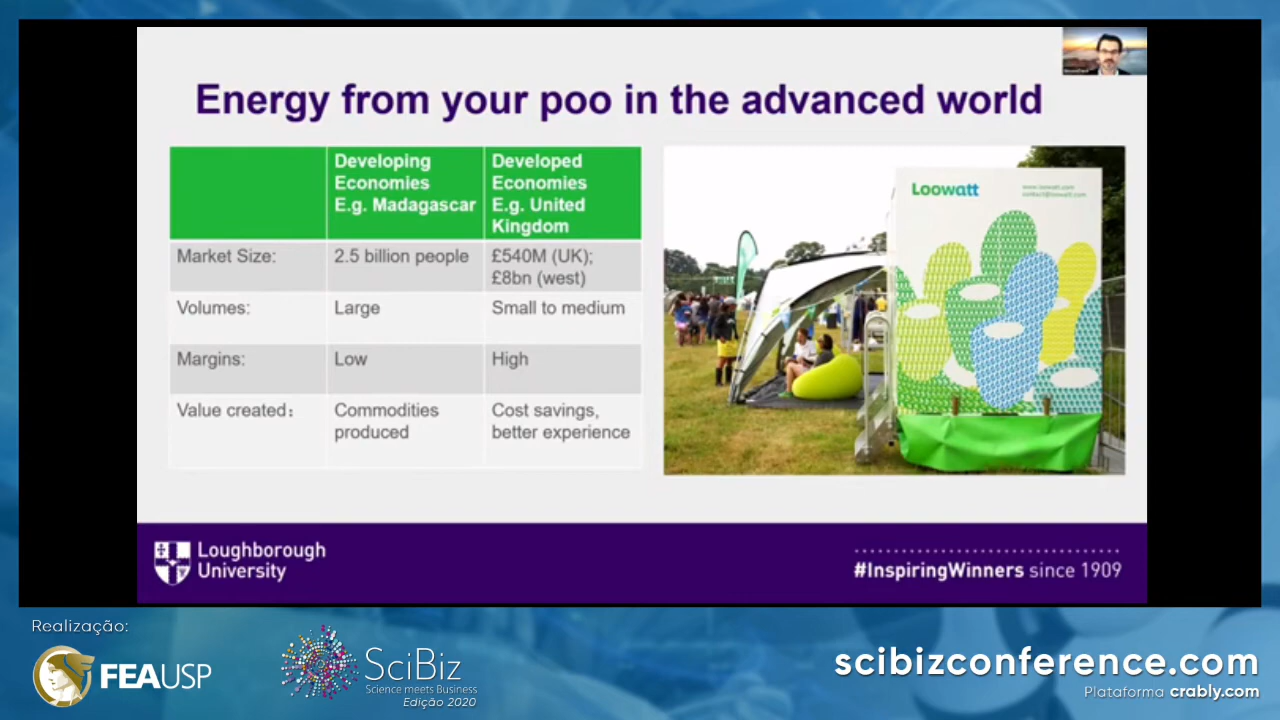 Energy from your poo in the advanced world
Developing
Economies
E.g. Madagascar
Developed
Economies
E.g. United
Kingdom
Market Size:
2.5 billion people
£540M (UK);
£8bn (west)
Volumes:
Large
Small to medium
Margins:
Low
High
Value created:
Commodities
produced
Cost savings,
better experience
Loowatt
www.loowatt.com
contact@loowatt.com
Loughborough
University
#InspiringWinners since 1909
Realização:
FEAUSP
SciBiz
Science meets Business
Edição 2020
scibizconference.com
Plataforma crably.com